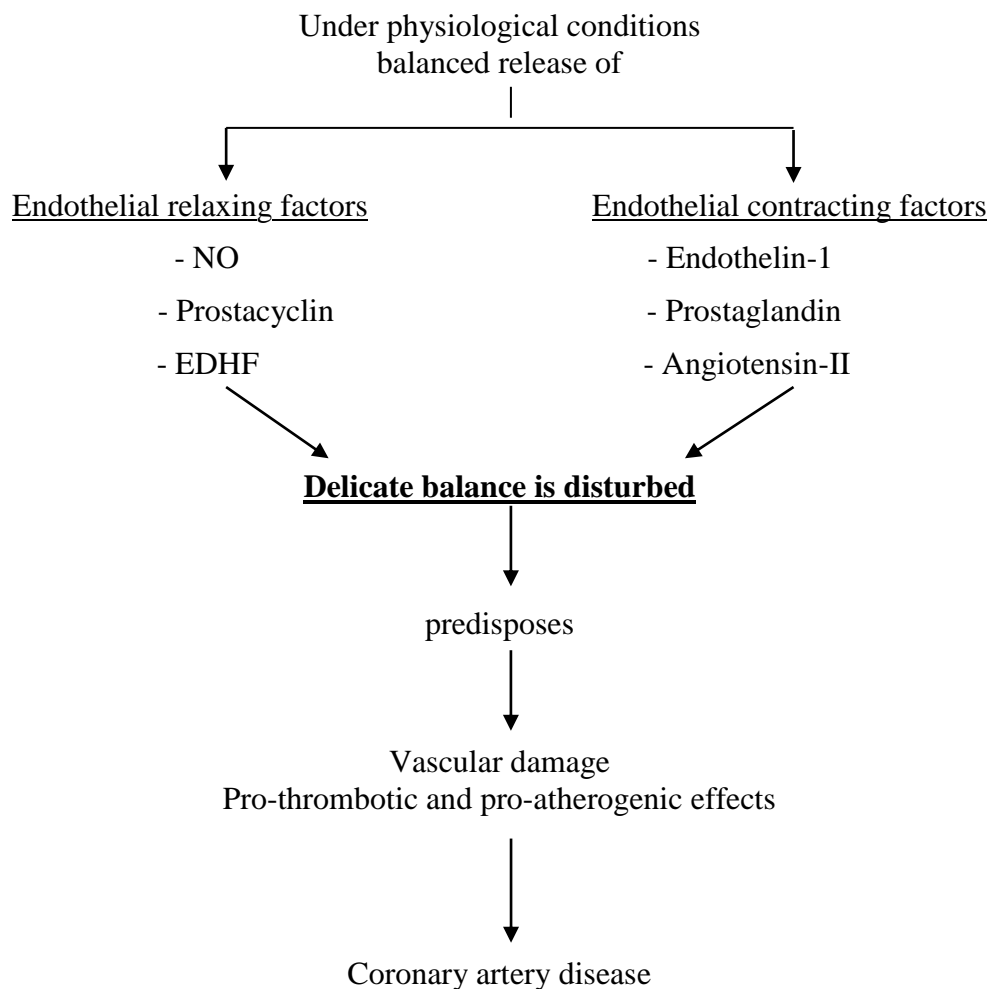 Under physiological conditions
balanced release of
Endothelial relaxing factors
- NO
- Prostacyclin
- EDHF
Endothelial contracting factors
- Endothelin-1
- Prostaglandin
- Angiotensin-II
Delicate balance is disturbed
predisposes
Vascular damage
Pro-thrombotic and pro-atherogenic effects
Coronary artery disease